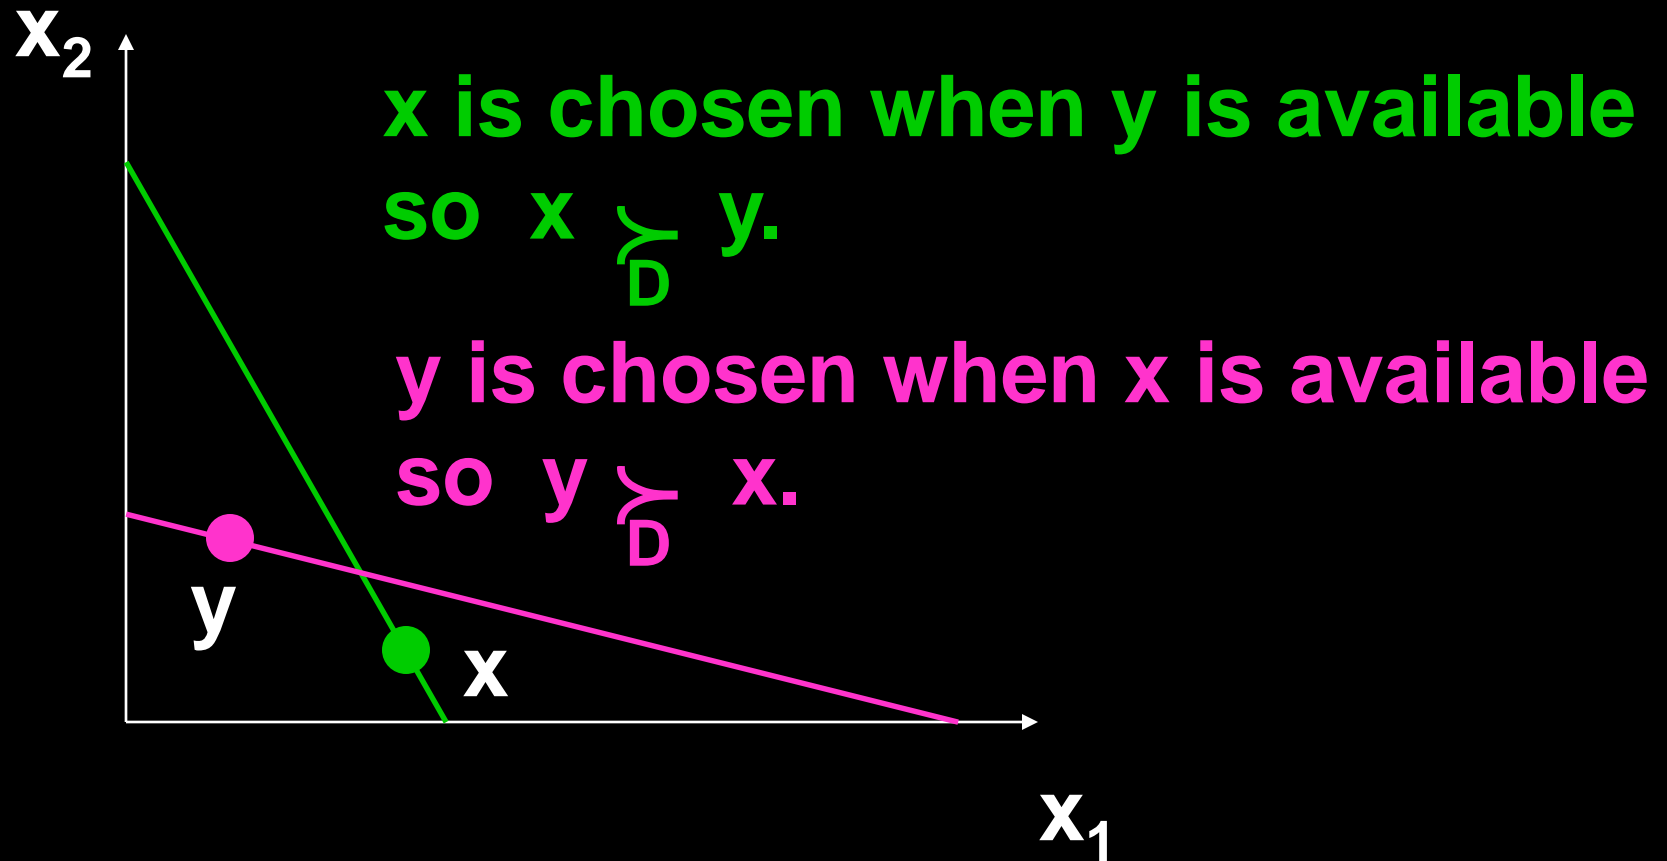 x₂
x is chosen when y is available
so x ≻
D y.
y is chosen when x is available
so y ≻
D x.
y
x
x₁